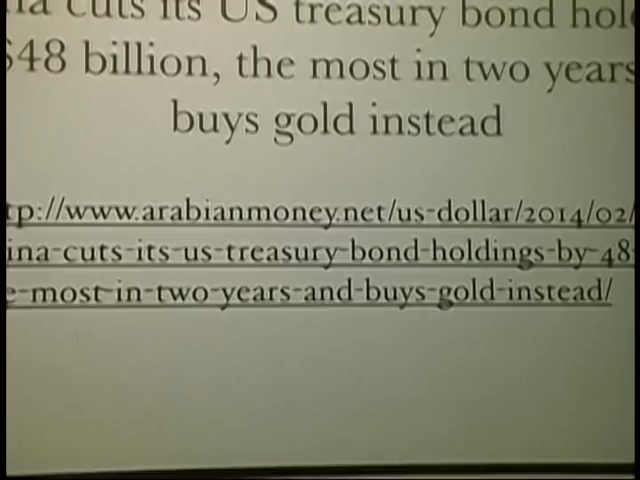 cuts its US treasury bond
$48 billion, the most in two years
buys gold instead
tp://www.arabianmoney.net/us-dollar/2014/02/
ina-cuts-its-us-treasury-bond-holdings-by-48
e-most-in-two-years-and-buys-gold-instead/